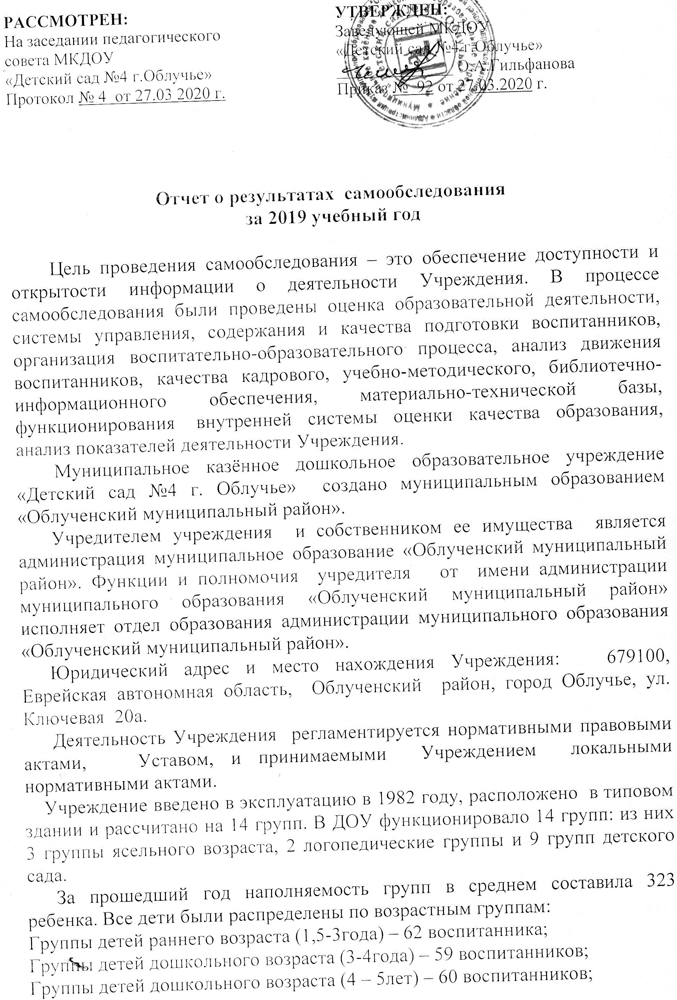 РАССМОТРЕН:
На заседании педагогического
совета МКДОУ
«Детский сад №4 г.Облучье»
Протокол № 4 от 27.03 2020 г.
УТВЕРЖДЕН:
Заведующей МКДОУ
«Детский сад №4 г.Облучье»
О.А.Гильфанова
Приказ № 92 от 27.03.2020 г.
Отчет о результатах самообследования
за 2019 учебный год
Цель проведения самообследования – это обеспечение доступности и
открытости информации о деятельности Учреждения. В процессе
самообследования были проведены оценка образовательной деятельности,
системы управления, содержания и качества подготовки воспитанников,
организация воспитательно-образовательного процесса, анализ движения
воспитанников, качества кадрового, учебно-методического, библиотечно-
информационного обеспечения, материально-технической базы,
функционирования внутренней системы оценки качества образования,
анализ показателей деятельности Учреждения.
Муниципальное казённое дошкольное образовательное учреждение
«Детский сад №4 г. Облучье» создано муниципальным образованием
«Облученский муниципальный район».
Учредителем учреждения и собственником ее имущества является
администрация муниципальное образование «Облученский муниципальный
район». Функции и полномочия учредителя от имени администрации
муниципального образования «Облученский муниципальный район»
исполняет отдел образования администрации муниципального образования
«Облученский муниципальный район».
Юридический адрес и место нахождения Учреждения: 679100,
Еврейская автономная область, Облученский район, город Облучье, ул.
Ключевая 20а.
Деятельность Учреждения регламентируется нормативными правовыми
актами, Уставом, и принимаемыми Учреждением локальными
нормативными актами.
Учреждение введено в эксплуатацию в 1982 году, расположено в типовом
здании и рассчитано на 14 групп. В ДОУ функционировало 14 групп: из них
3 группы ясельного возраста, 2 логопедические группы и 9 групп детского
сада.
За прошедший год наполняемость групп в среднем составила 323
ребенка. Все дети были распределены по возрастным группам:
Группы детей раннего возраста (1,5-3года) – 62 воспитанника;
Группы детей дошкольного возраста (3-4года) – 59 воспитанников;
Группы детей дошкольного возраста (4 – 5лет) – 60 воспитанников;